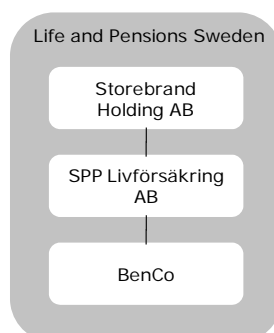 Life and Pensions Sweden
Storebrand
Holding AB
SPP Livförsäkring
AB
BenCo